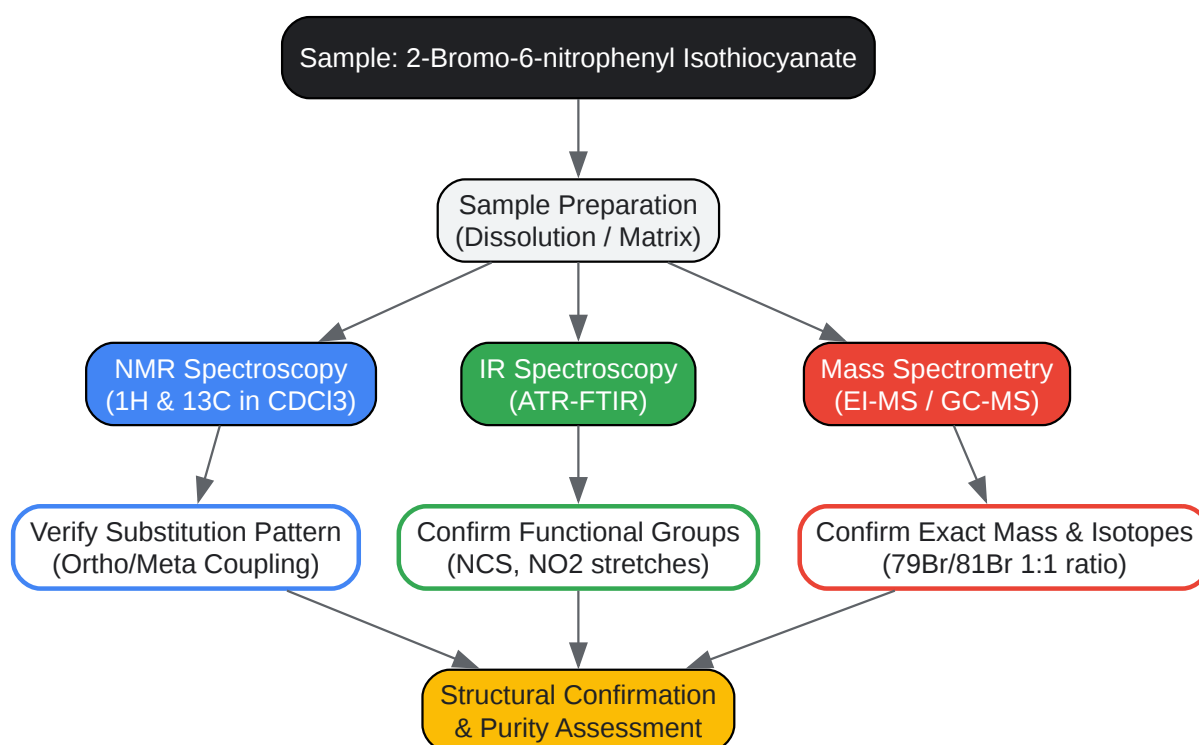 Sample: 2-Bromo-6-nitrophenyl Isothiocyanate
Sample Preparation
(Dissolution / Matrix)
NMR Spectroscopy
(1H & 13C in CDCl3)
IR Spectroscopy
(ATR-FTIR)
Mass Spectrometry
(EI-MS / GC-MS)
Verify Substitution Pattern
(Ortho/Meta Coupling)
Confirm Functional Groups
(NCS, NO2 stretches)
Confirm Exact Mass & Isotopes
(79Br/81Br 1:1 ratio)
Structural Confirmation
& Purity Assessment